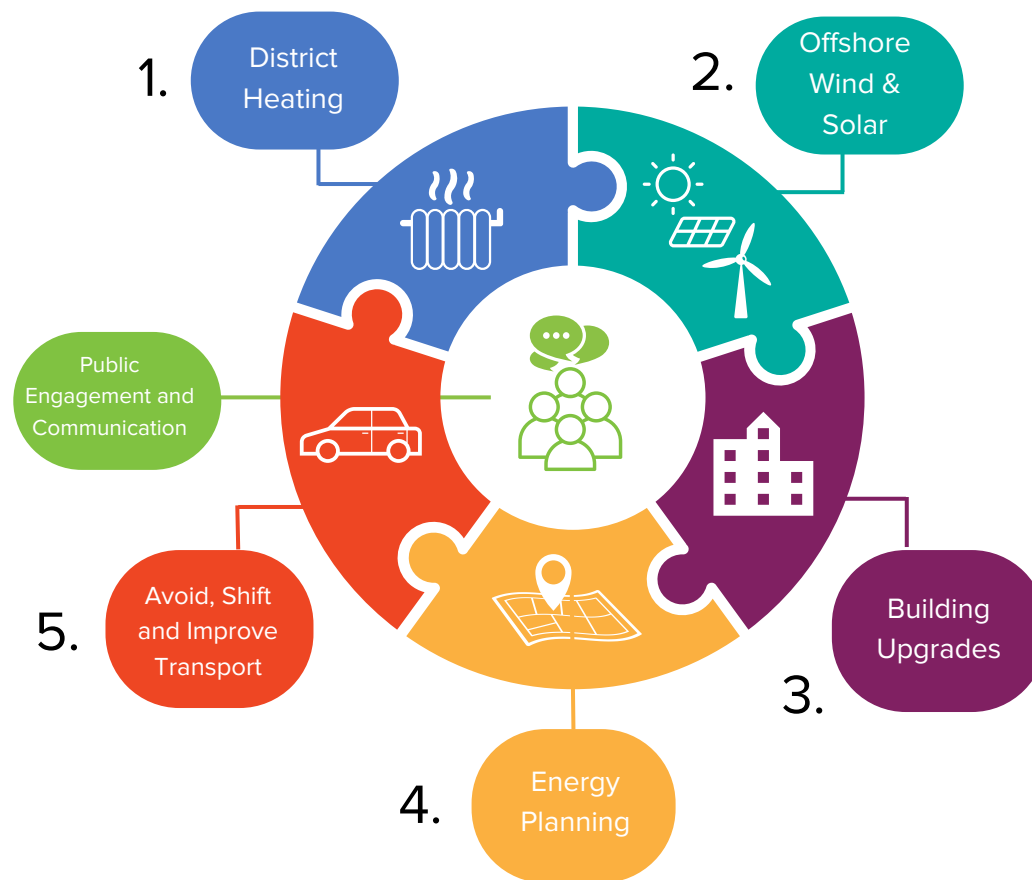 1.
District
Heating
2.
Offshore
Wind &
Solar
Public
Engagement and
Communication
5.
Avoid, Shift
and Improve
Transport
Building
Upgrades
3.
4.
Energy
Planning